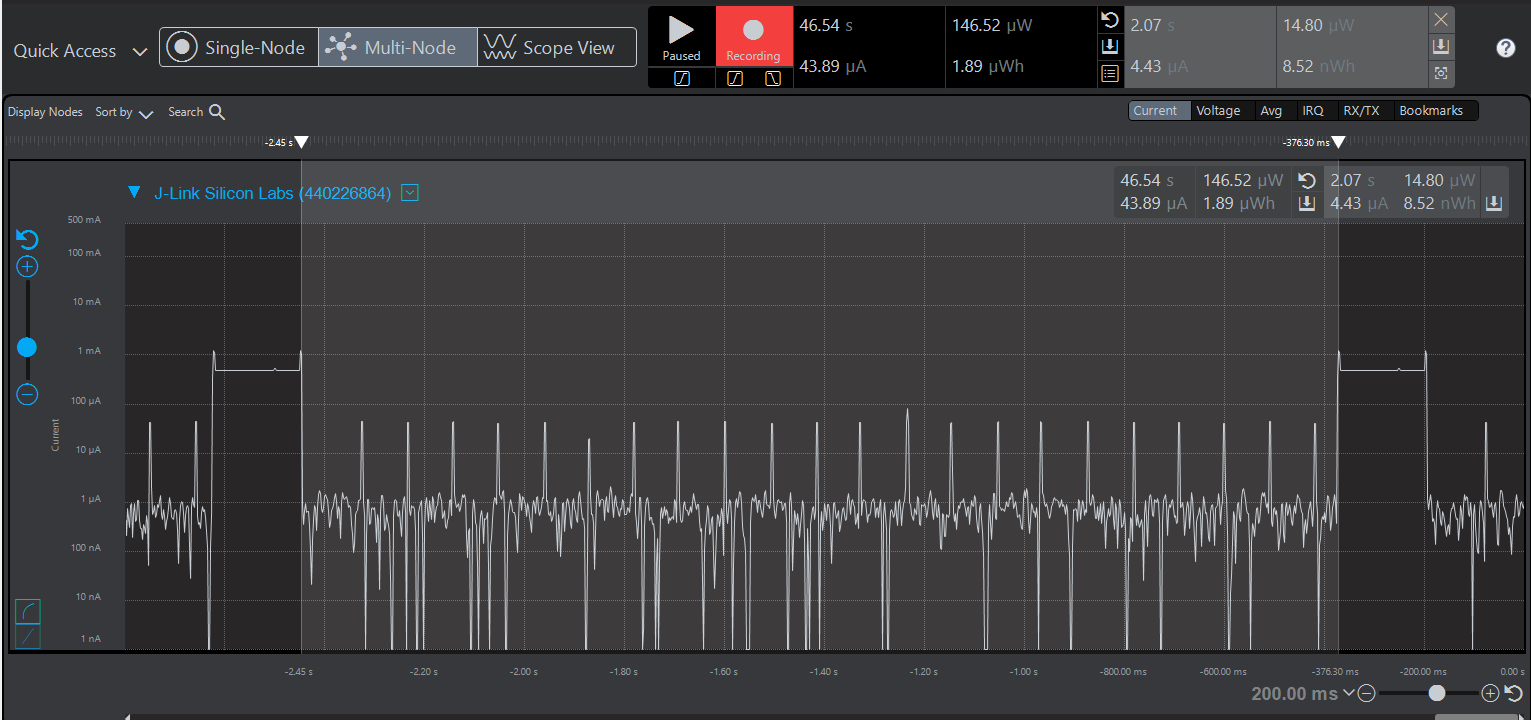 Quick Access
Single-Node
Multi-Node
Scope View
Paused
Recording
46.54 s
146.52 µW
43.89 µA
1.89 µWh
2.07 s
14.80 µW
4.43 µA
8.52 nWh
?
Display Nodes
Sort by
Search
Current
Voltage
Avg
IRQ
RX/TX
Bookmarks
-2.45 s
-376.30 ms
J-Link Silicon Labs (440226864)
46.54 s
146.52 µW
2.07 s
14.80 µW
43.89 µA
1.89 µWh
4.43 µA
8.52 nWh
500 mA
100 mA
10 mA
1 mA
100 µA
10 µA
1 µA
100 nA
10 nA
1 nA
Current
-2.45 s
-2.20 s
-2.00 s
-1.80 s
-1.60 s
-1.40 s
-1.20 s
-1.00 s
-800.00 ms
-600.00 ms
-376.30 ms
-200.00 ms
0.00 s
200.00 ms